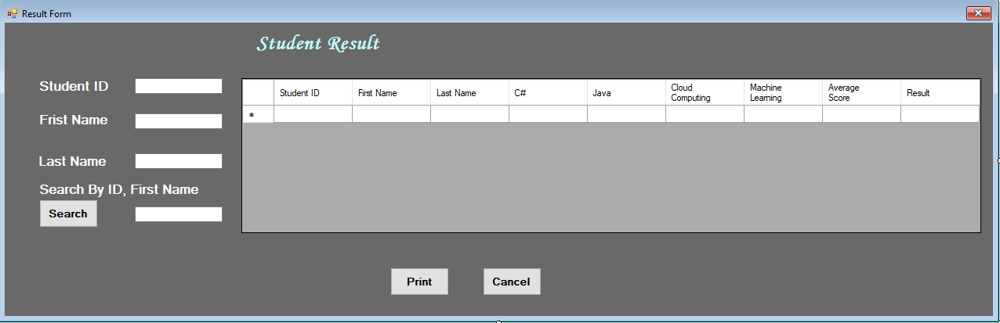 Result Form
Student Result
Student ID
Frist Name
Last Name
Search By ID, First Name
Search
Student ID First Name Last Name C# Java Cloud Computing Machine Learning Average Score Result
*
Print Cancel